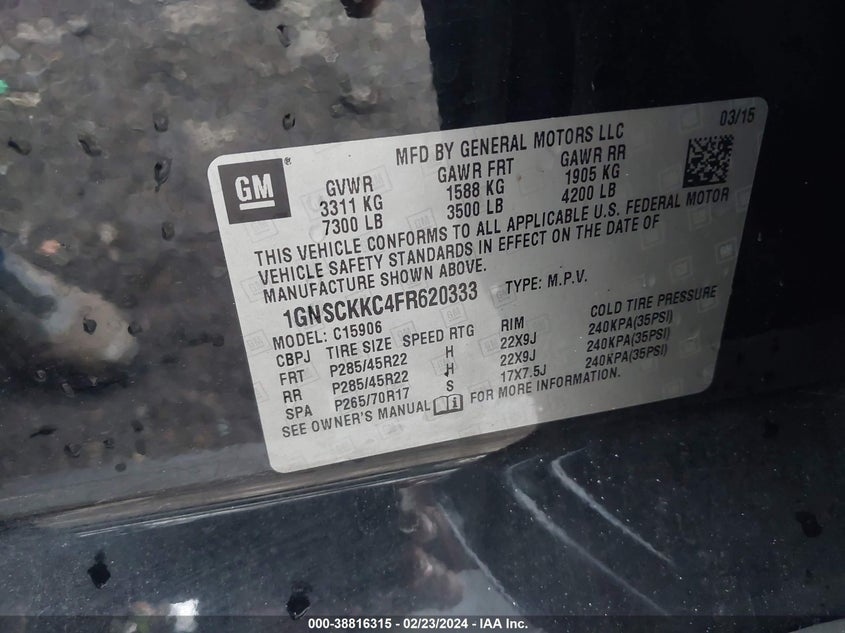 03/15
MFD BY GENERAL MOTORS LLC
GM®
GVWR GAWR FRT GAWR RR
3311 KG 1588 KG 1905 KG
7300 LB 3500 LB 4200 LB
THIS VEHICLE CONFORMS TO ALL APPLICABLE U.S. FEDERAL MOTOR
VEHICLE SAFETY STANDARDS IN EFFECT ON THE DATE OF
MANUFACTURE SHOWN ABOVE.
1GNSCKKC4FR620333 TYPE: M.P.V.
MODEL: C15906
CBPJ TIRE SIZE SPEED RTG RIM COLD TIRE PRESSURE
FRT P285/45R22 H 22X9J 240KPA(35PSI)
RR P285/45R22 H 22X9J 240KPA(35PSI)
SPA P265/70R17 S 17X7.5J 240KPA(35PSI)
SEE OWNER'S MANUAL FOR MORE INFORMATION.
000-38816315 - 02/23/2024 - IAA Inc.